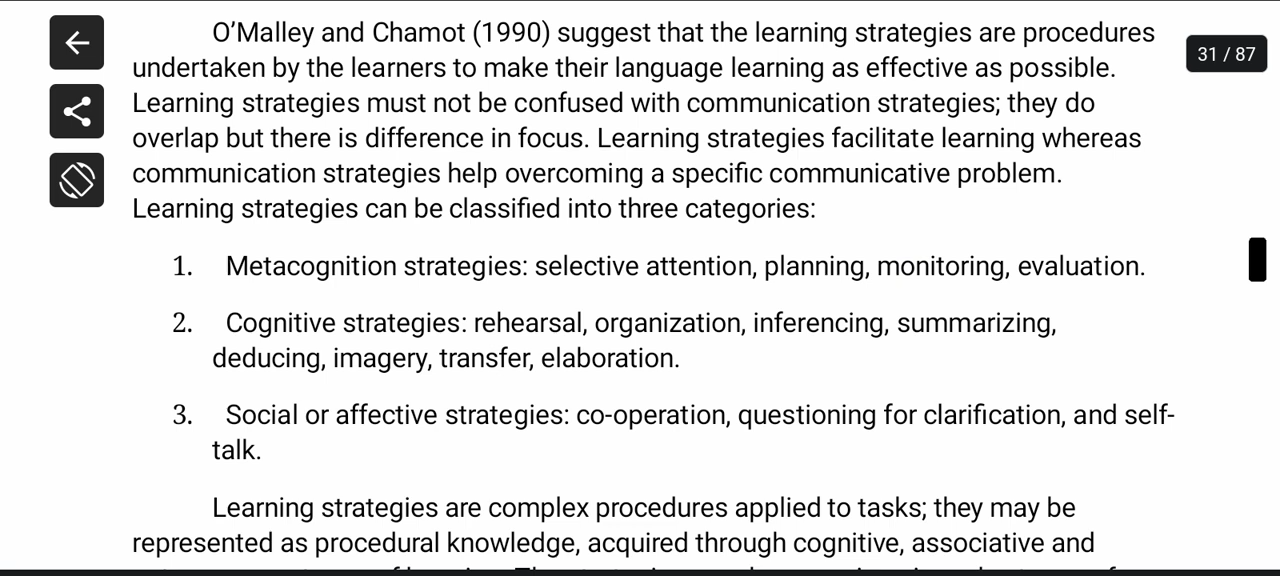 O’Malley and Chamot (1990) suggest that the learning strategies are procedures
31 / 87
undertaken by the learners to make their language learning as effective as possible.
Learning strategies must not be confused with communication strategies; they do
overlap but there is difference in focus. Learning strategies facilitate learning whereas
communication strategies help overcoming a specific communicative problem.
Learning strategies can be classified into three categories:
1. Metacognition strategies: selective attention, planning, monitoring, evaluation.
2. Cognitive strategies: rehearsal, organization, inferencing, summarizing,
deducing, imagery, transfer, elaboration.
3. Social or affective strategies: co-operation, questioning for clarification, and self-
talk.
Learning strategies are complex procedures applied to tasks; they may be
represented as procedural knowledge, acquired through cognitive, associative and